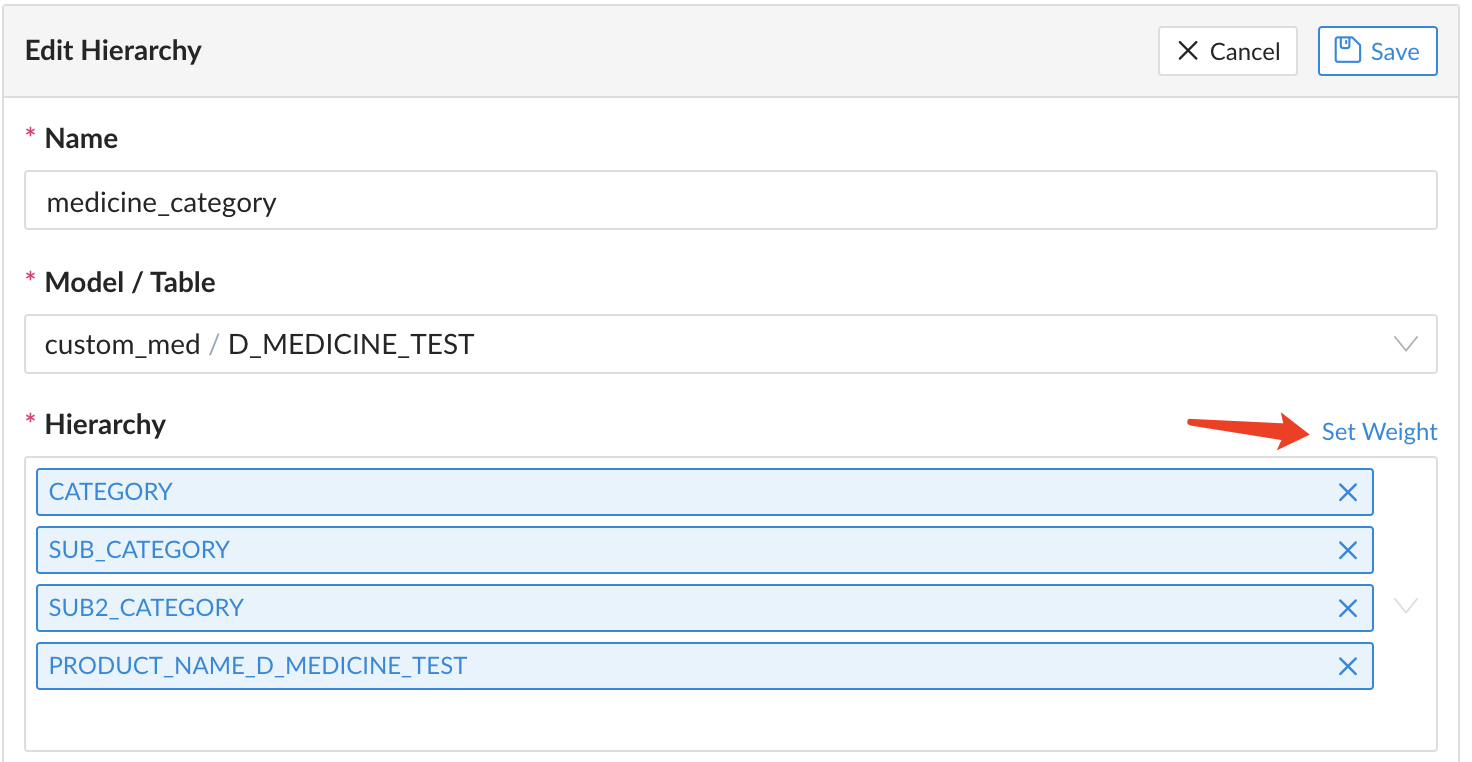 Edit Hierarchy
Cancel
Save
* Name
medicine_category
* Model / Table
custom_med / D_MEDICINE_TEST
* Hierarchy
Set Weight
CATEGORY
SUB_CATEGORY
SUB2_CATEGORY
PRODUCT_NAME_D_MEDICINE_TEST